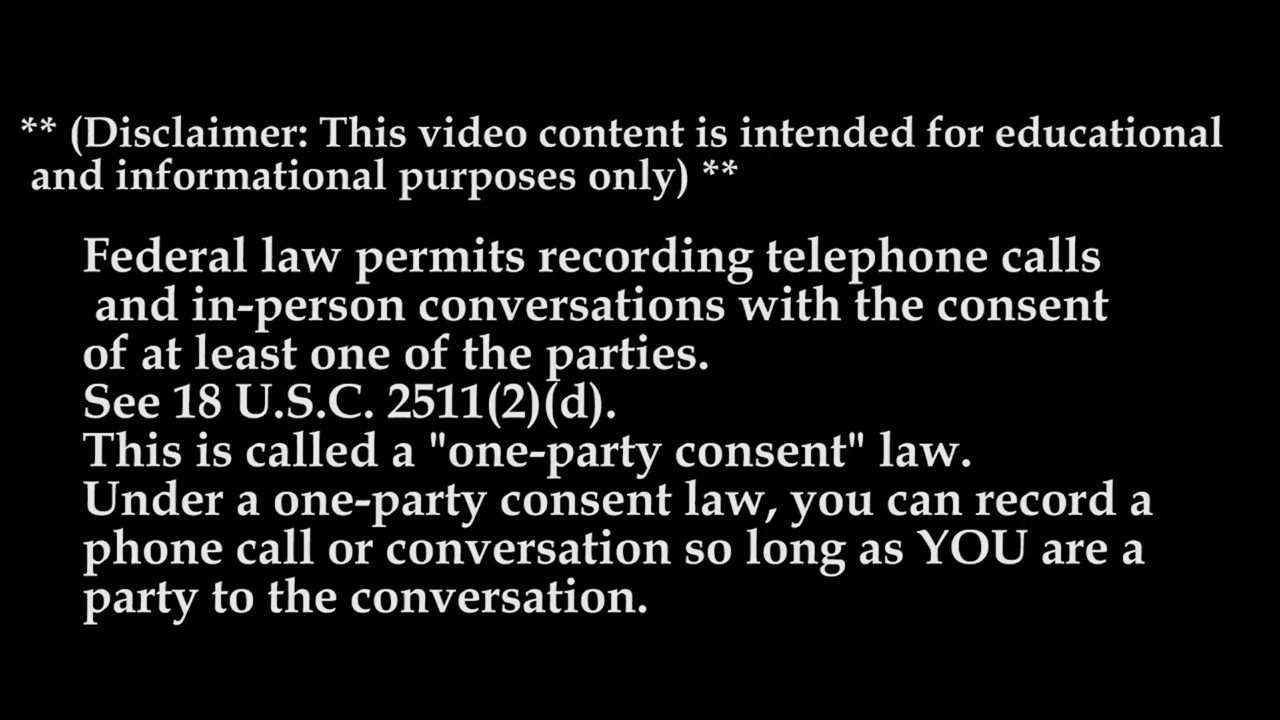 ** (Disclaimer: This video content is intended for educational
and informational purposes only) **
Federal law permits recording telephone calls
and in-person conversations with the consent
of at least one of the parties.
See 18 U.S.C. 2511(2)(d).
This is called a "one-party consent" law.
Under a one-party consent law, you can record a
phone call or conversation so long as YOU are a
party to the conversation.